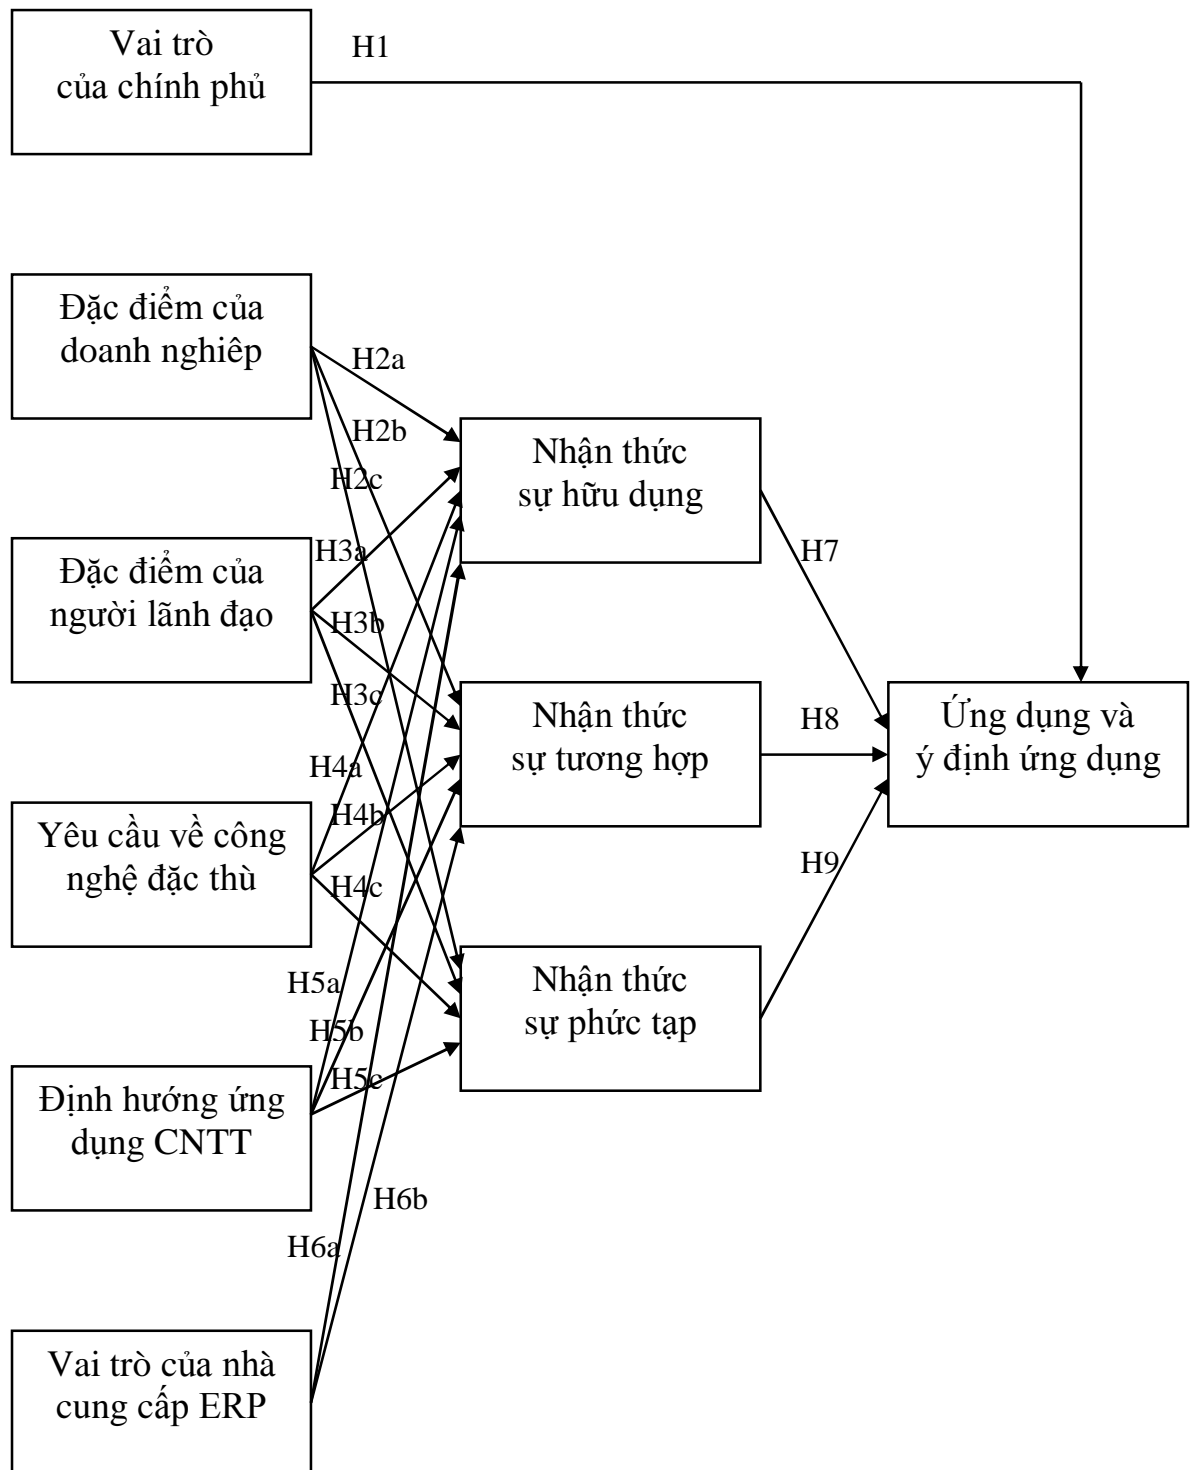 Vai trò
của chính phủ
H1
Đặc điểm của
doanh nghiêp
H2a
H2b
H2c
Nhận thức
sự hữu dụng
H3a
H7
Đặc điểm của
người lãnh đạo
H3b
H3c
Nhận thức
sự tương hợp
H8
Ứng dụng và
ý định ứng dụng
H4a
H4b
Yêu cầu về công
nghệ đặc thù
H4c
H9
Nhận thức
sự phức tạp
H5a
H5b
H5c
Định hướng ứng
dụng CNTT
H6b
H6a
Vai trò của nhà
cung cấp ERP